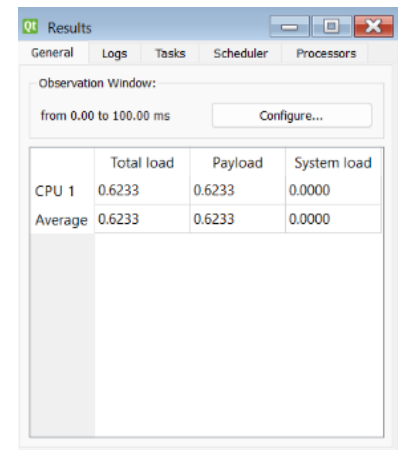 Qt Results
General Logs Tasks Scheduler Processors
Observation Window:
from 0.00 to 100.00 ms Configure...
Total load Payload System load
CPU 1 0.6233 0.6233 0.0000
Average 0.6233 0.6233 0.0000